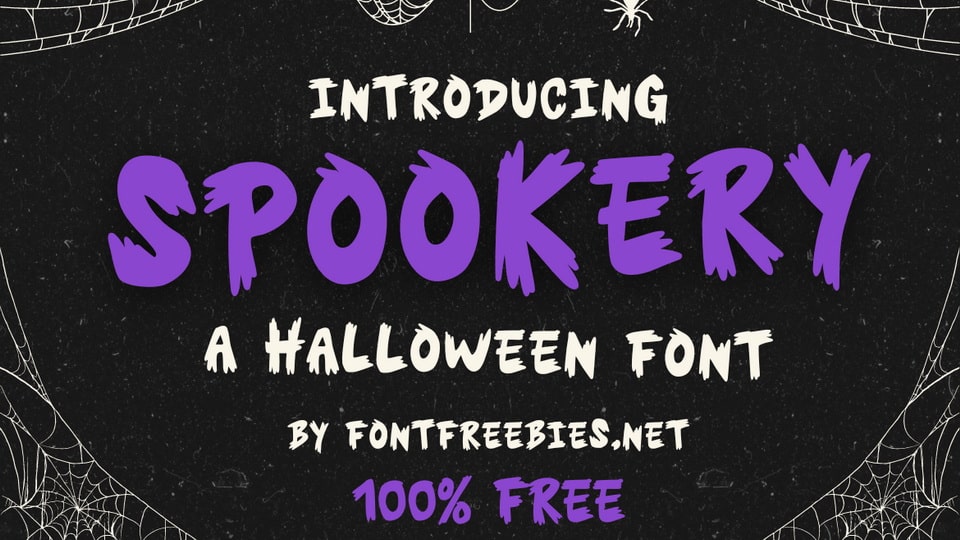 INTRODUCING
SPOOKERY
A HALLOWEEN FONT
BY FONTFREEBIES.NET
100% FREE